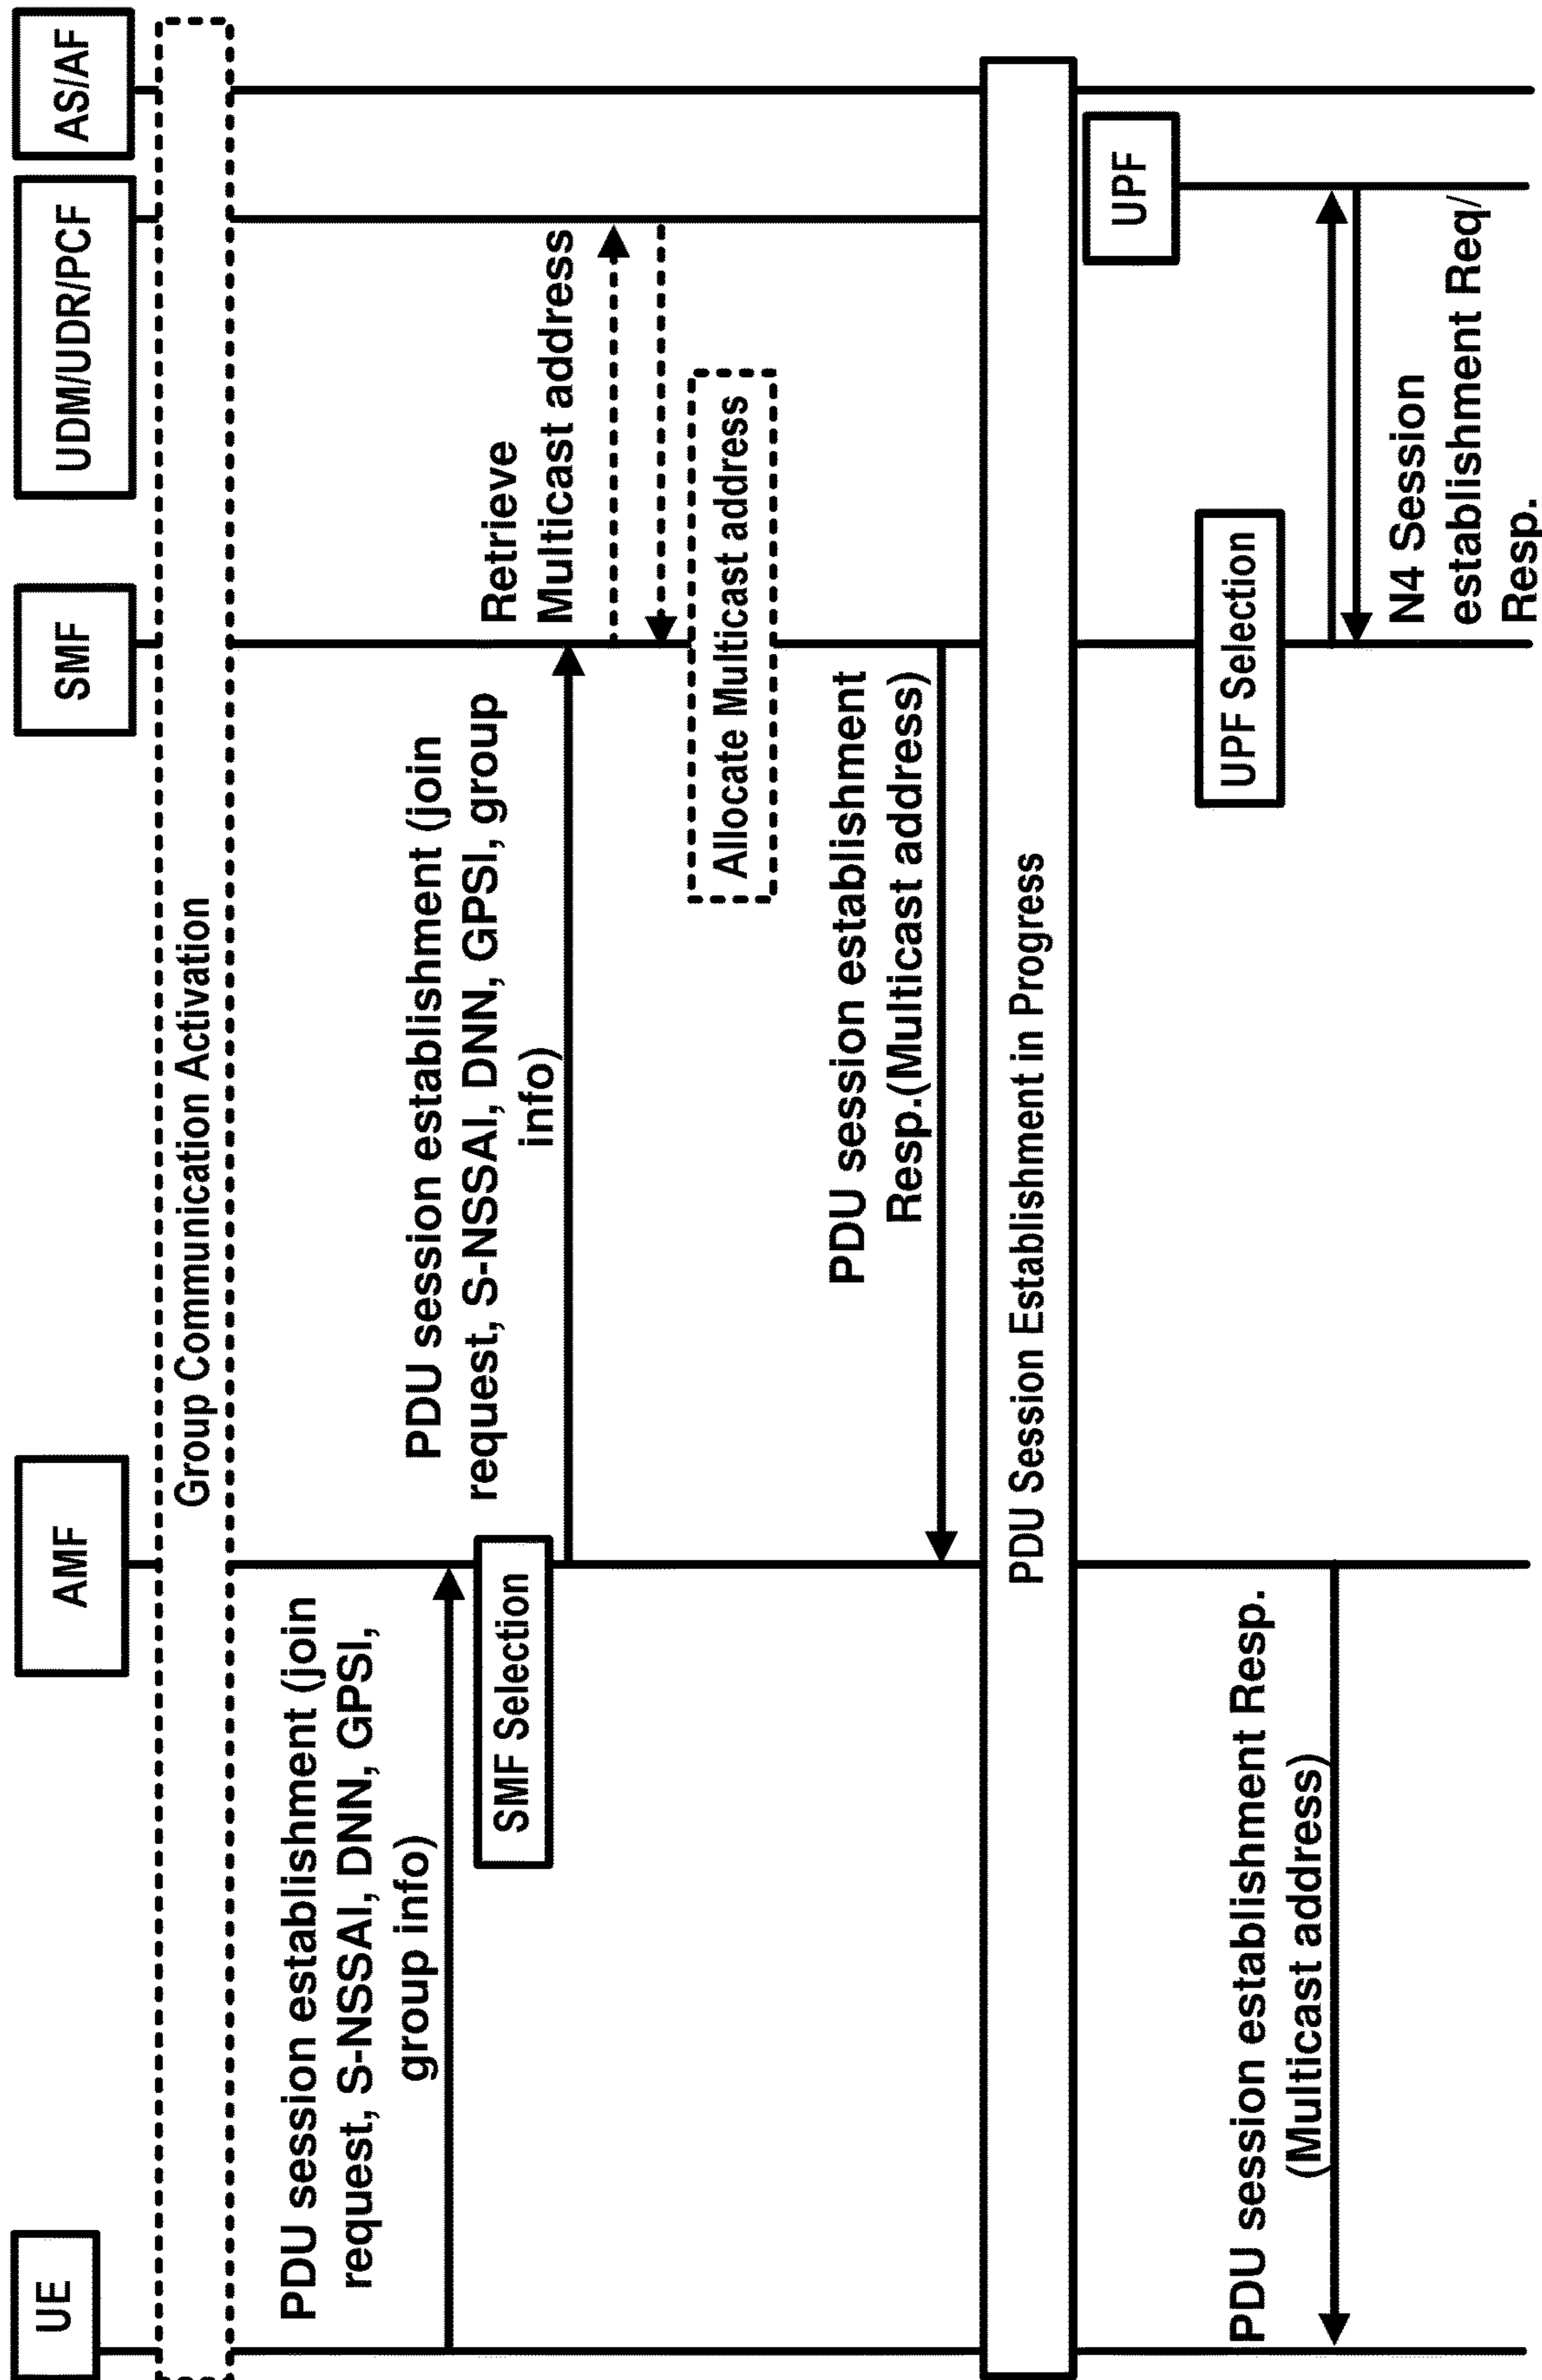 UE
AMF
SMF
UDM/UDR/PCF
AS/AF
Group Communication Activation
PDU session establishment (join
request, S-NSSAI, DNN, GPSI,
group info)
SMF Selection
PDU session establishment (join
request, S-NSSAI, DNN, GPSI, group
info)
Retrieve
Multicast address
Allocate Multicast address
PDU session establishment
Resp.(Multicast address)
PDU Session Establishment in Progress
UPF
UPF Selection
PDU session establishment Resp.
(Multicast address)
N4 Session
establishment Req/
Resp.